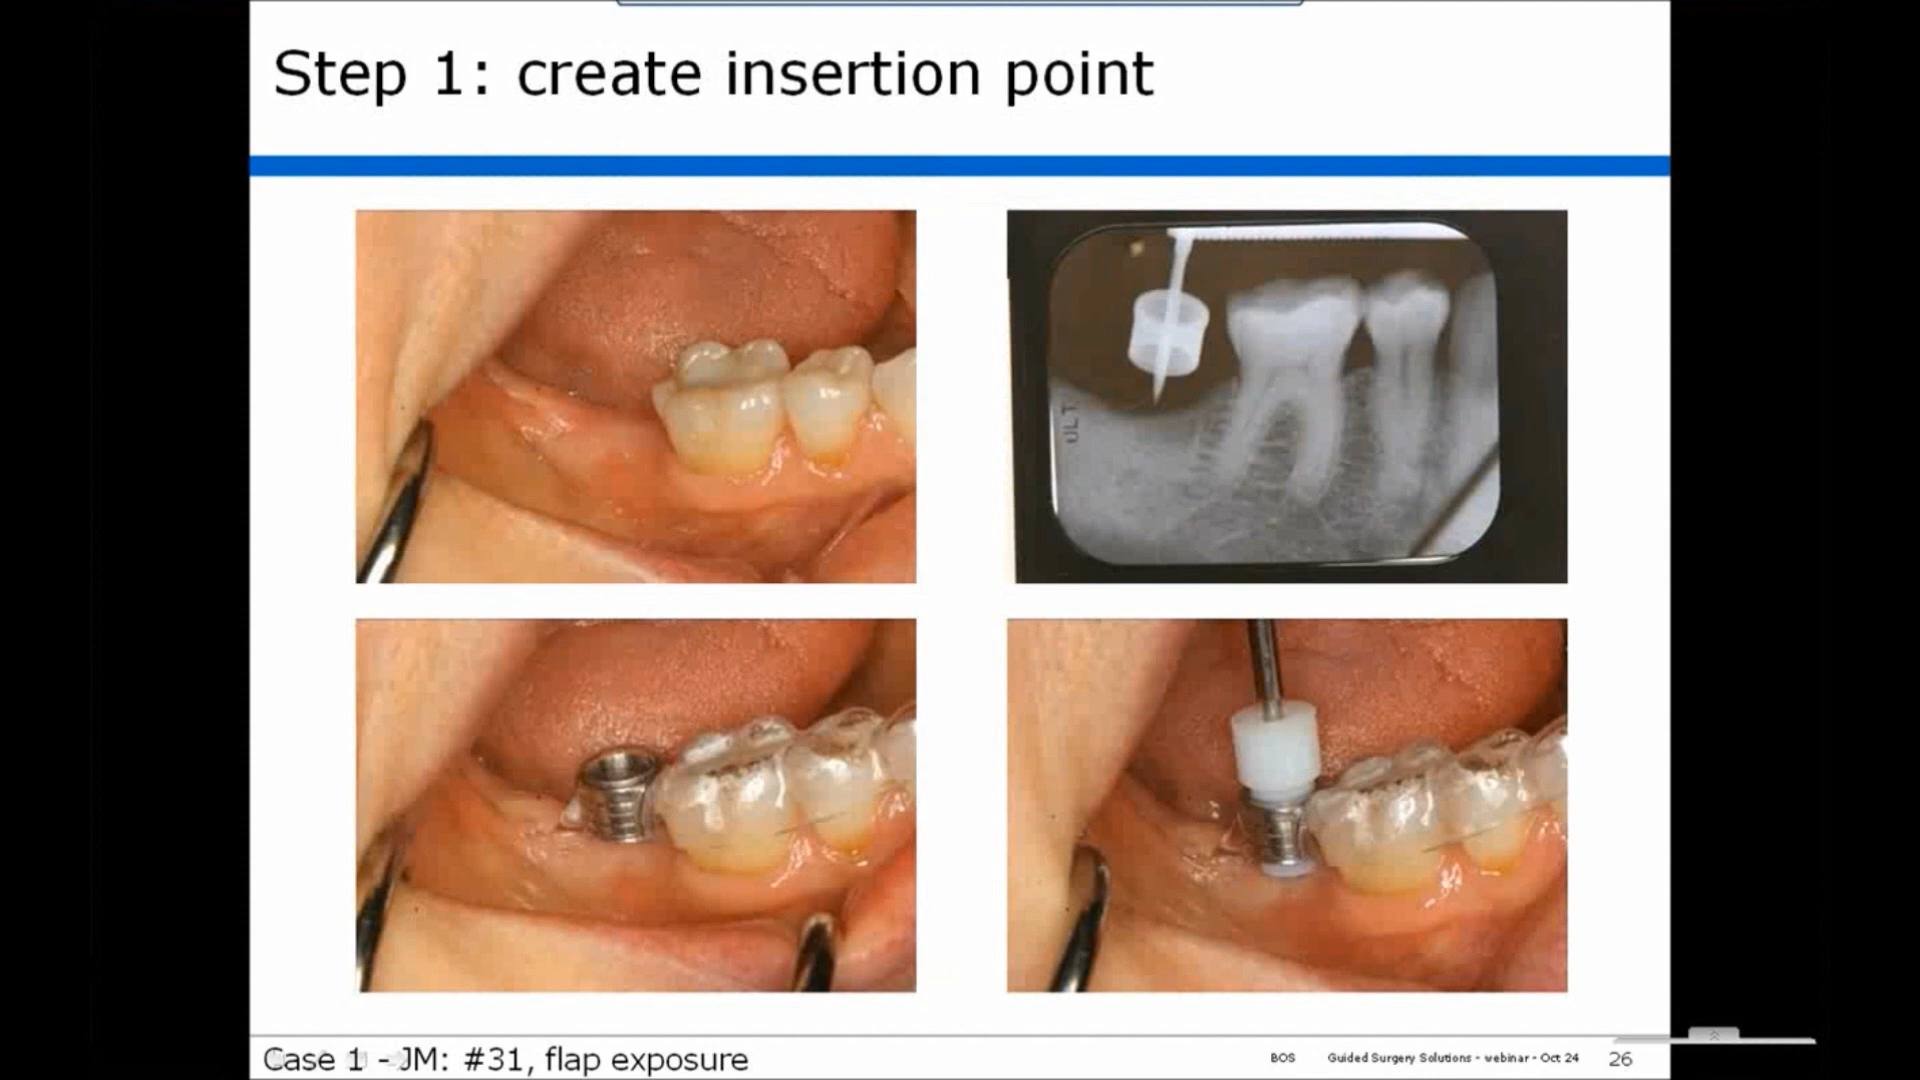 Step 1: create insertion point
ULT
Case 1 - JM: #31, flap exposure
BOS
Guided Surgery Solutions - webinar - Oct 24
26